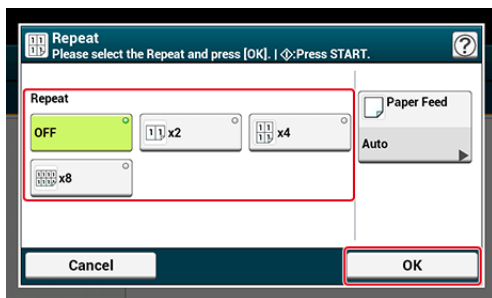 Repeat
Please select the Repeat and press [OK]. | :Press START.
?
Repeat
OFF
x2
x4
x8
Paper Feed
Auto
Cancel
OK